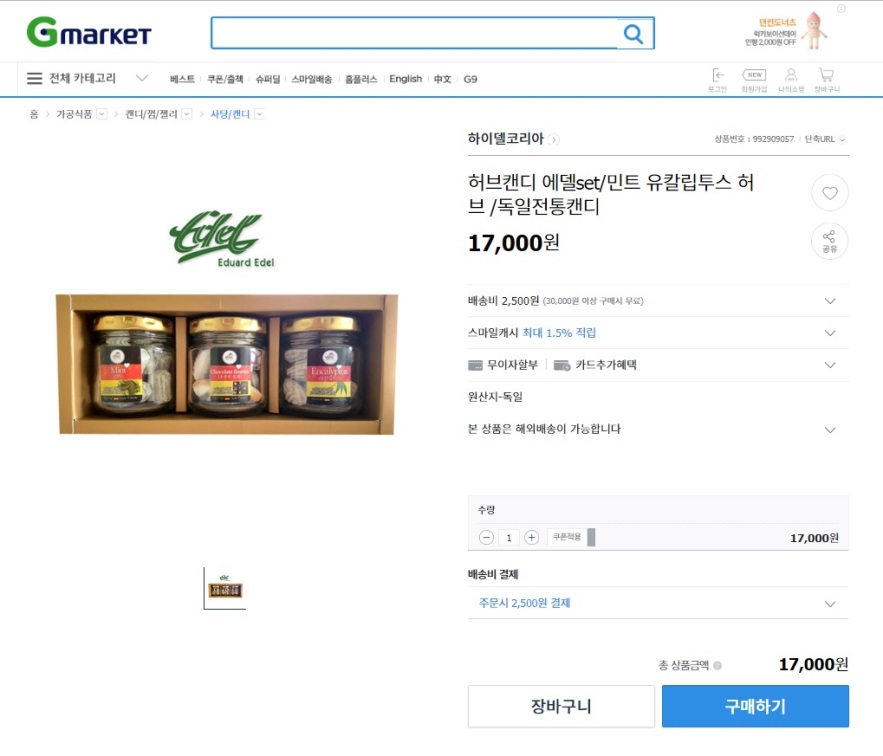 Gmarket
던킨도너츠
럭키보이선데이
인형 2,000원 OFF
전체 카테고리
베스트 쿠폰/출첵 슈퍼딜 스마일배송 홈플러스 English 中文 G9
NEW
로그인 회원가입 나의쇼핑 장바구니
홈 > 가공식품 > 캔디/껌/젤리 > 사탕/캔디
하이델코리아
상품번호 : 992909057 단축URL
허브캔디 에델set/민트 유칼립투스 허
브 /독일전통캔디
17,000원
공유
Edel
Eduard Edel
Mint
Eucalyptus
배송비 2,500원 (30,000원 이상 구매시 무료)
스마일캐시 최대 1.5% 적립
무이자할부 카드추가혜택
원산지-독일
본 상품은 해외배송이 가능합니다
수량
1 쿠폰적용 17,000원
배송비 결제
주문시 2,500원 결제
총 상품금액 17,000원
장바구니 구매하기